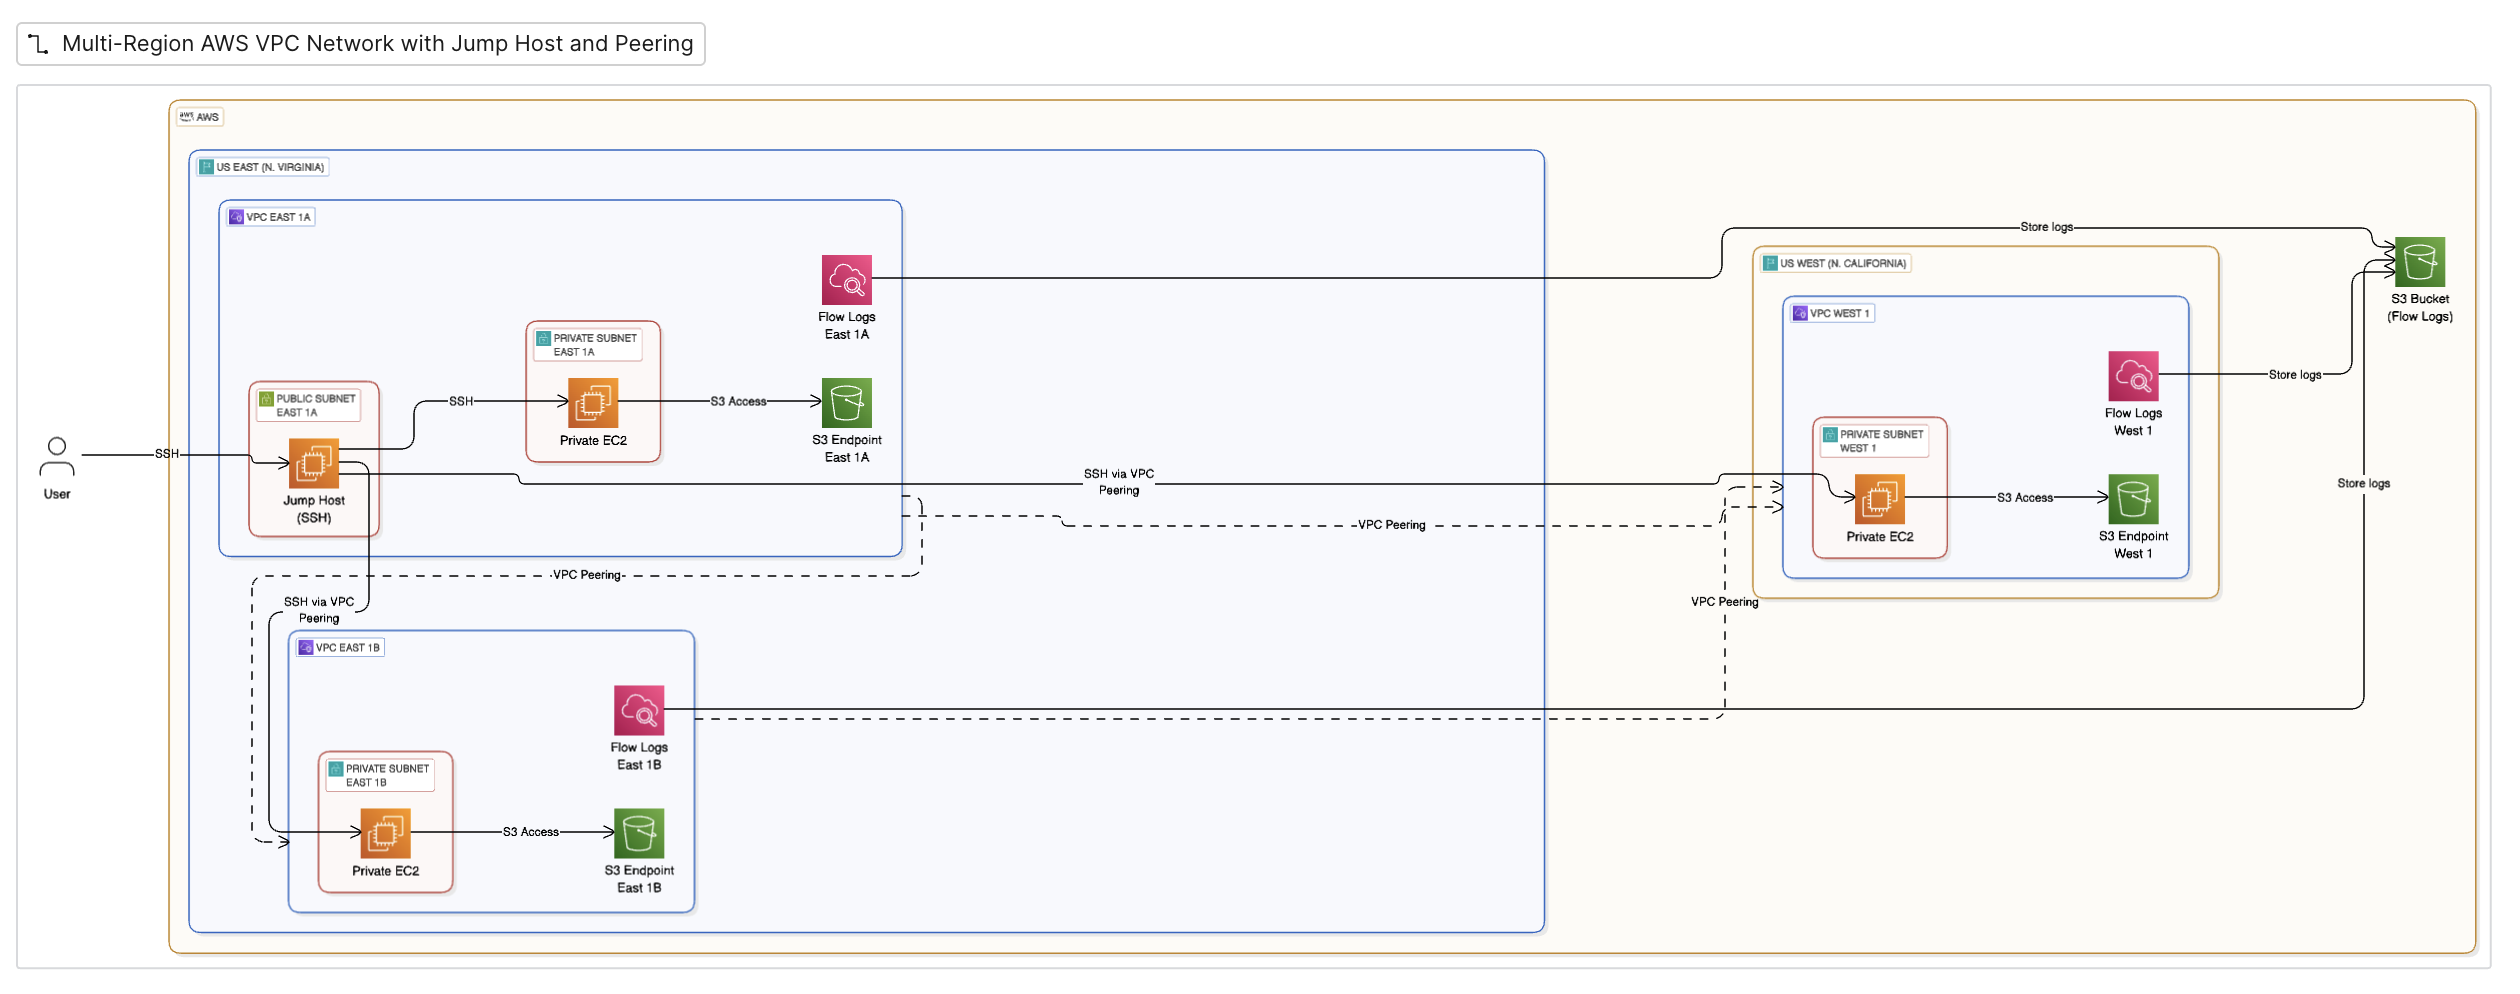 Multi-Region AWS VPC Network with Jump Host and Peering
aws AWS
US EAST (N. VIRGINIA)
VPC EAST 1A
Flow Logs
East 1A
PRIVATE SUBNET
EAST 1A
Private EC2
SSH
S3 Access
S3 Endpoint
East 1A
PUBLIC SUBNET
EAST 1A
Jump Host
(SSH)
SSH
User
SSH via VPC
Peering
VPC Peering
VPC Peering
SSH via VPC
Peering
VPC EAST 1B
Flow Logs
East 1B
PRIVATE SUBNET
EAST 1B
Private EC2
S3 Access
S3 Endpoint
East 1B
VPC Peering
Store logs
US WEST (N. CALIFORNIA)
VPC WEST 1
Flow Logs
West 1
PRIVATE SUBNET
WEST 1
Private EC2
S3 Access
S3 Endpoint
West 1
Store logs
Store logs
S3 Bucket
(Flow Logs)